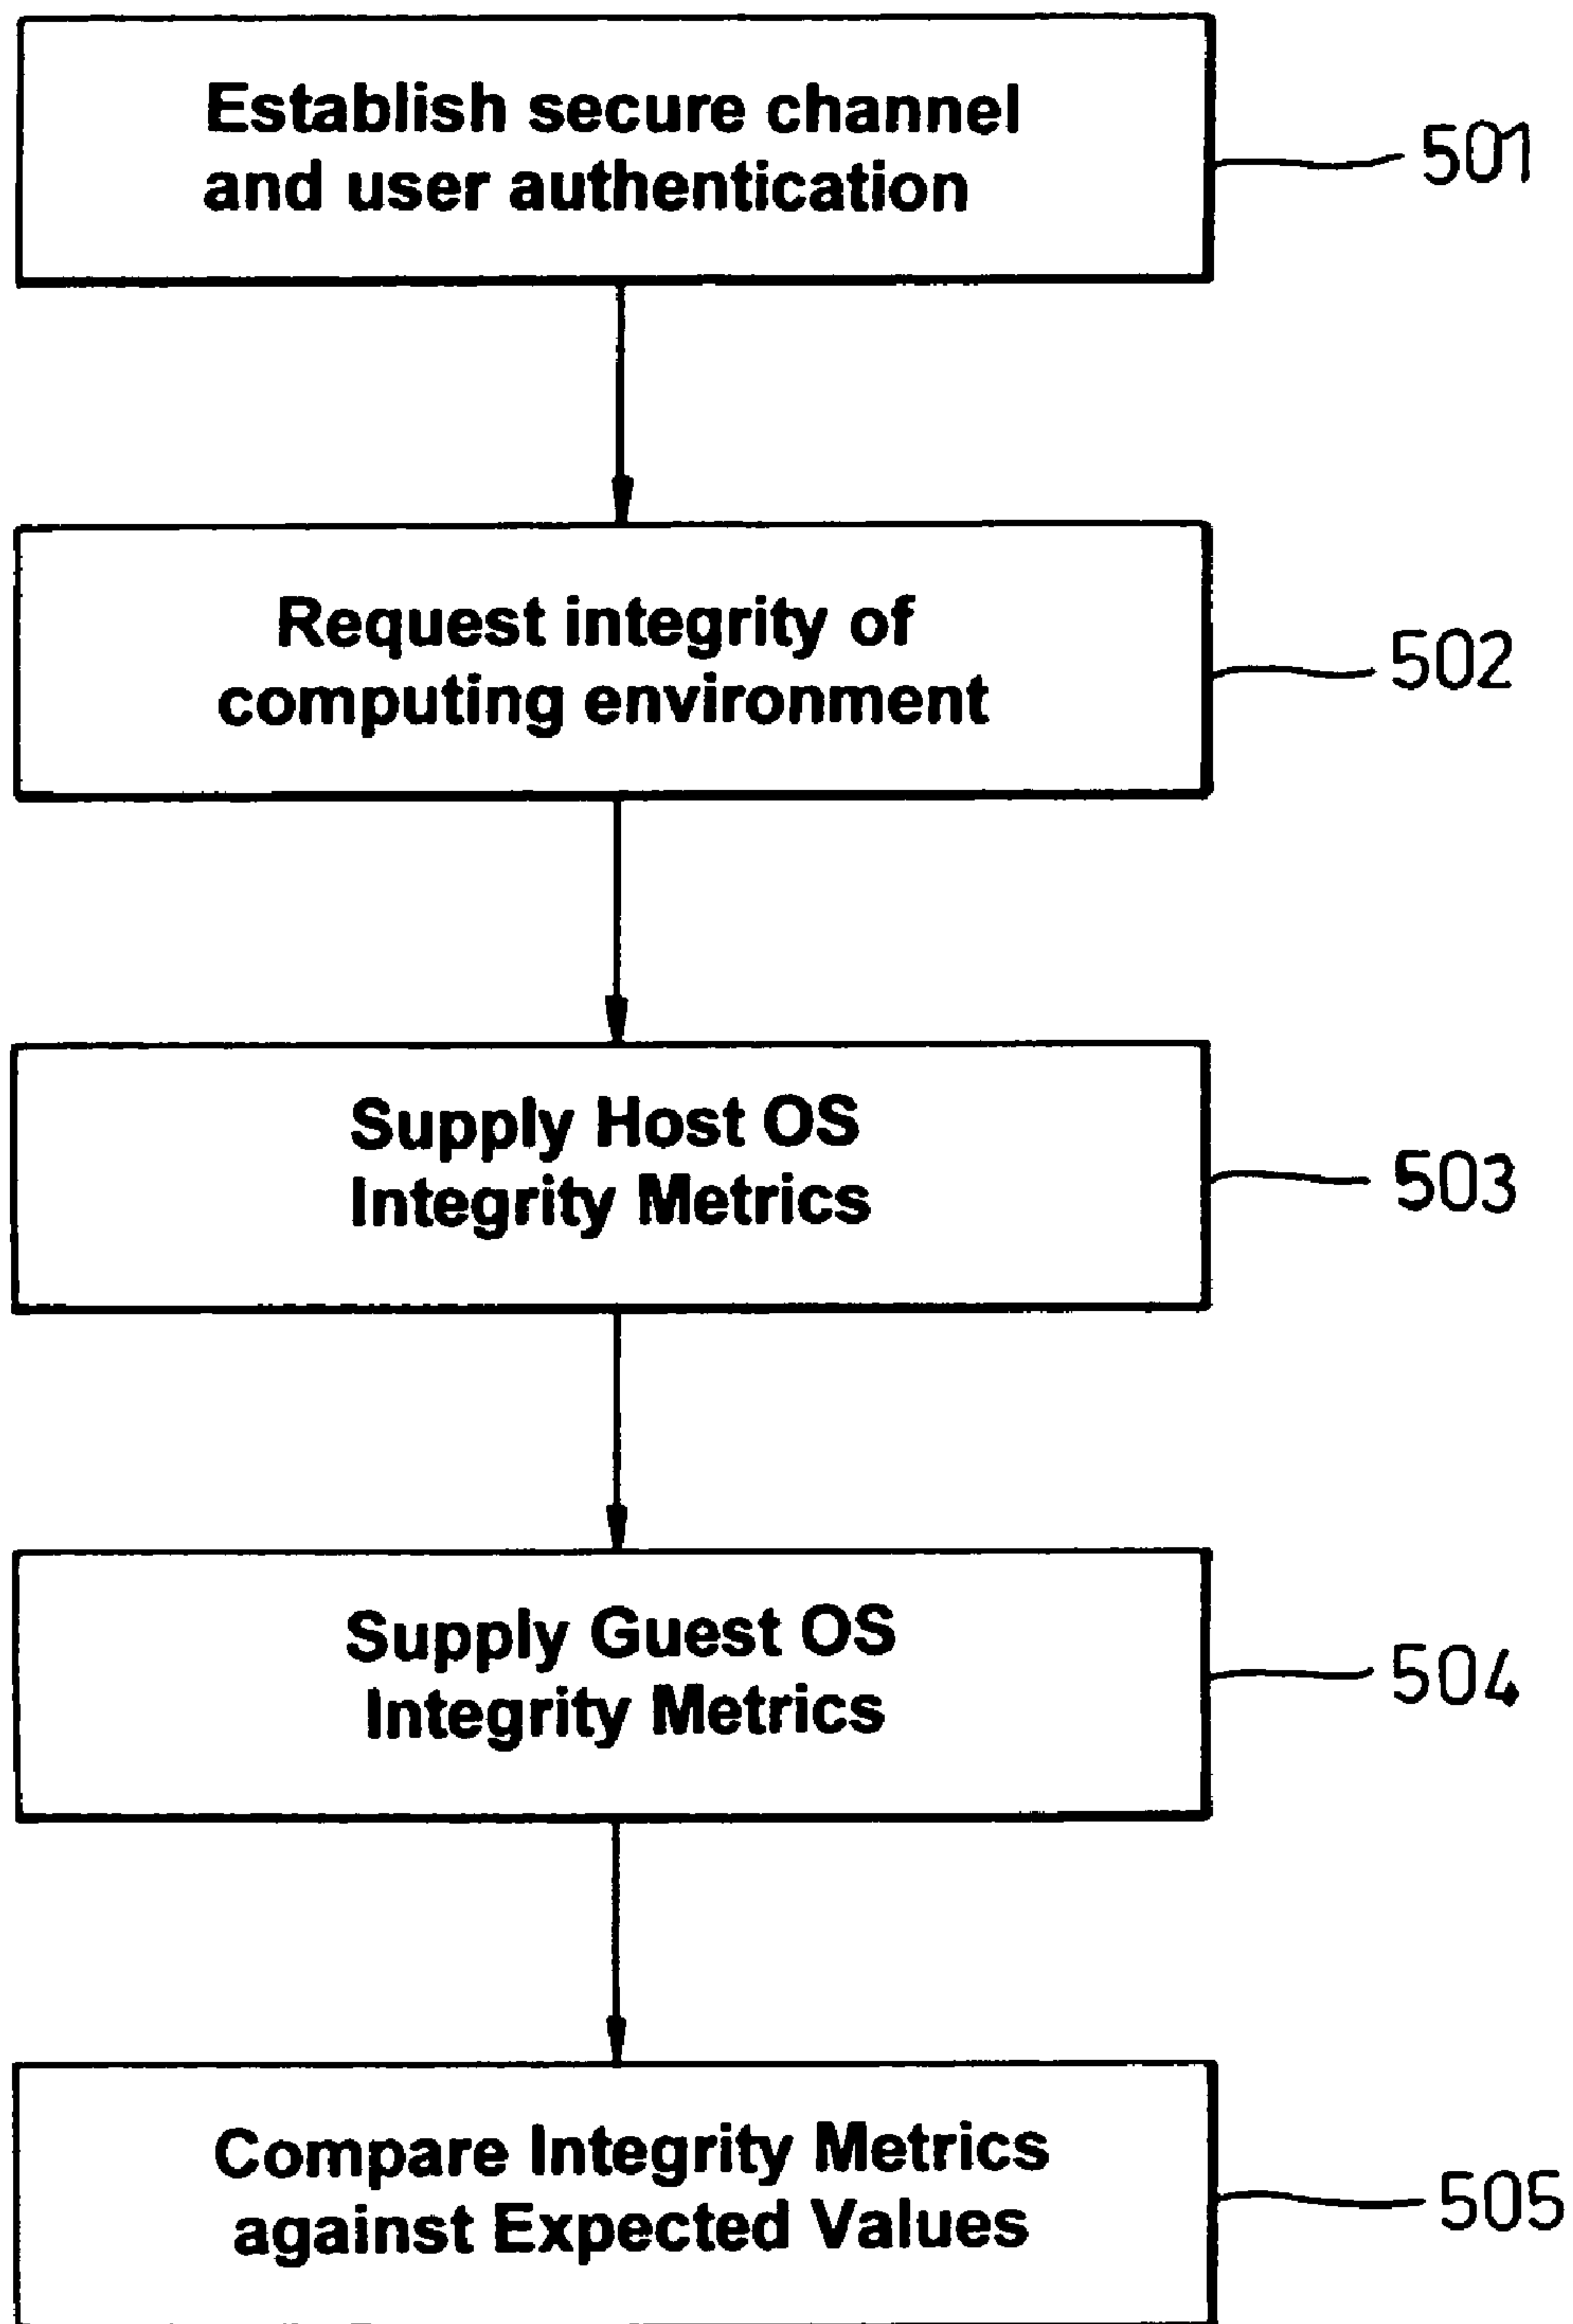 Establish secure channel
and user authentication
501
Request integrity of
computing environment
502
Supply Host OS
Integrity Metrics
503
Supply Guest OS
Integrity Metrics
504
Compare Integrity Metrics
against Expected Values
505